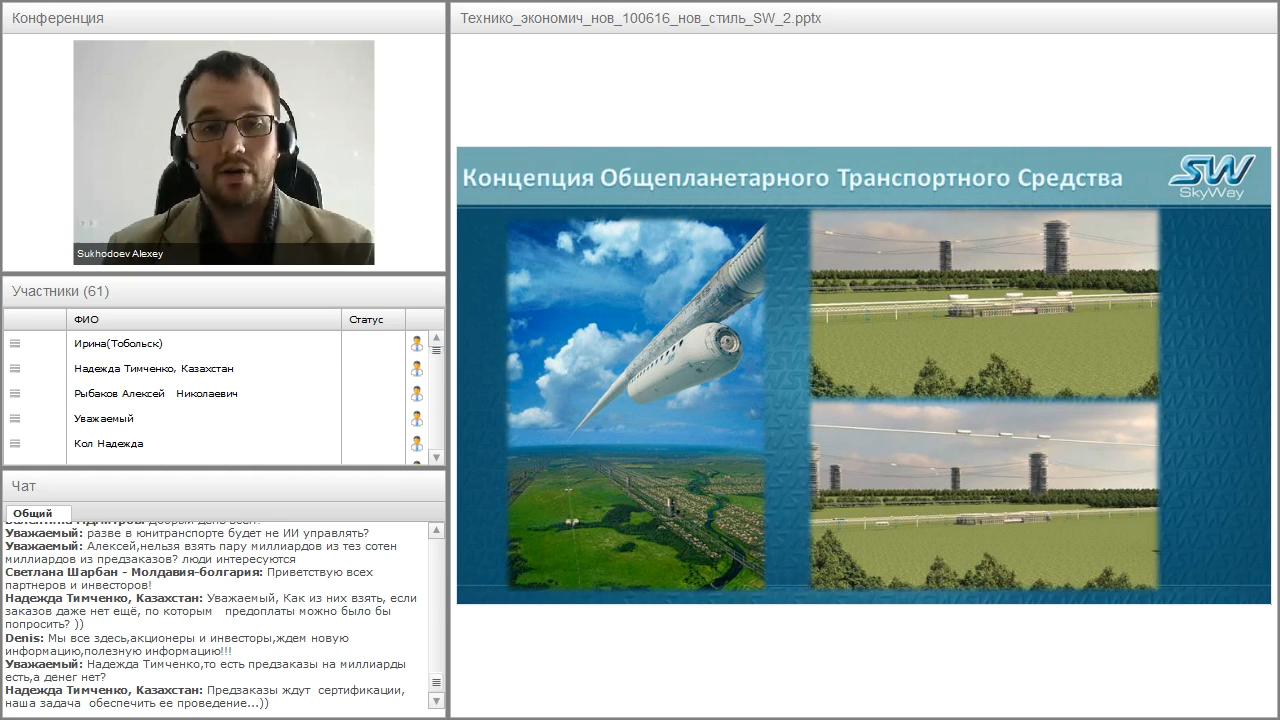 Конференция
Sukhodoev Alexey
Участники (61)
ФИО
Статус
Ирина(Тобольск)
Надежда Тимченко, Казахстан
Рыбаков Алексей Николаевич
Уважаемый
Кол Надежда
Чат
Общий
Уважаемый: разве в юнитранспорте будет не ИИ управлять?
Уважаемый: Алексей,нельзя взять пару миллиардов из тез сотен
миллиардов из предзаказов? люди интересуются
Светлана Шарбан - Молдавия-болгария: Приветствую всех
партнеров и инвесторов!
Надежда Тимченко, Казахстан: Уважаемый, Как из них взять, если
заказов даже нет ещё, по которым предоплаты можно было бы
попросить? ))
Denis: Мы все здесь,акционеры и инвесторы,ждем новую
информацию,полезную информацию!!!
Уважаемый: Надежда Тимченко,то есть предзаказы на миллиарды
есть,а денег нет?
Надежда Тимченко, Казахстан: Предзаказы ждут сертификации,
наша задача обеспечить её проведение...))
Технико_экономич_нов_100616_нов_стиль_SW_2.pptx
Концепция Общепланетарного Транспортного Средства
SW
SkyWay